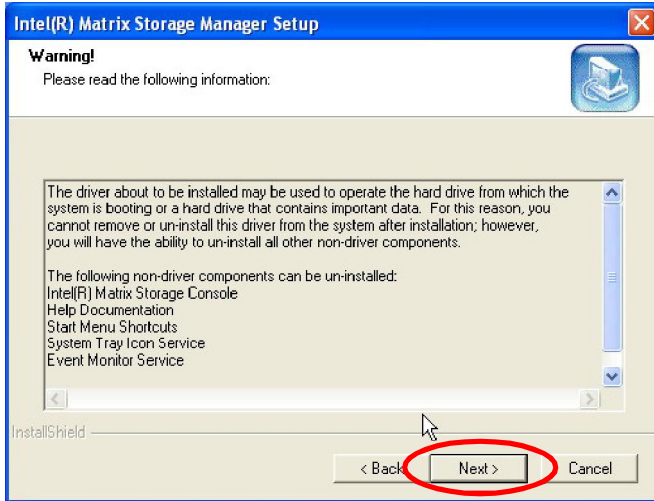 Intel(R) Matrix Storage Manager Setup
Warning!
Please read the following information:
The driver about to be installed may be used to operate the hard drive from which the
system is booting or a hard drive that contains important data.  For this reason, you
cannot remove or un-install this driver from the system after installation; however,
you will have the ability to un-install all other non-driver components.
The following non-driver components can be un-installed:
Intel(R) Matrix Storage Console
Help Documentation
Start Menu Shortcuts
System Tray Icon Service
Event Monitor Service
InstallShield
< Back Next > Cancel